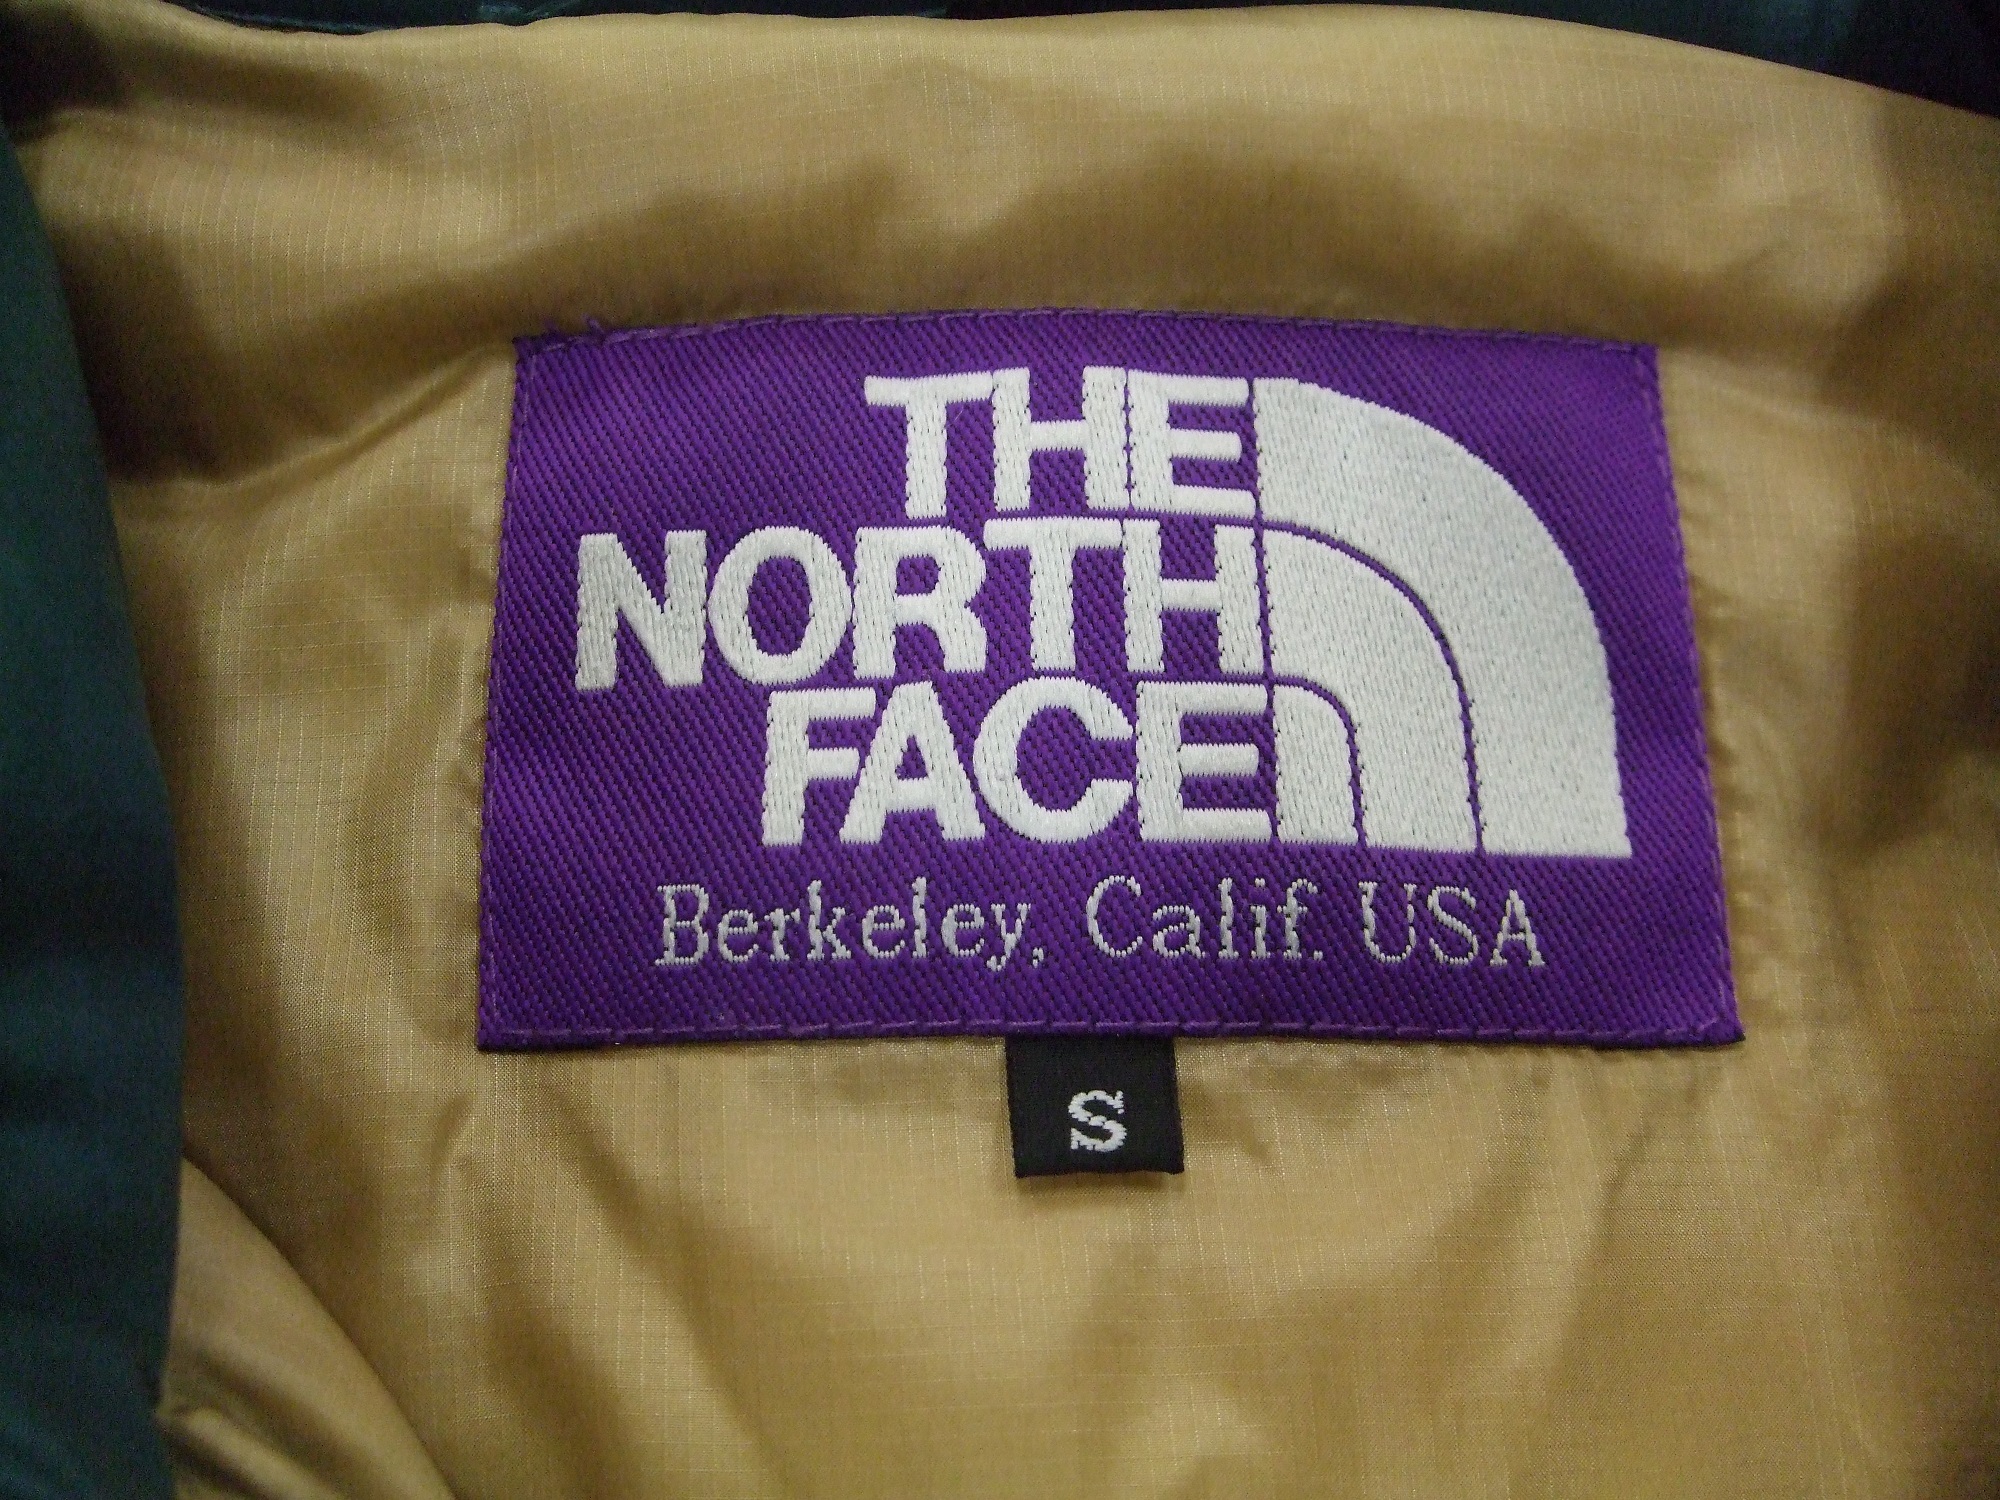 THE
NORTH
FACE
Berkeley, Calif. USA
S